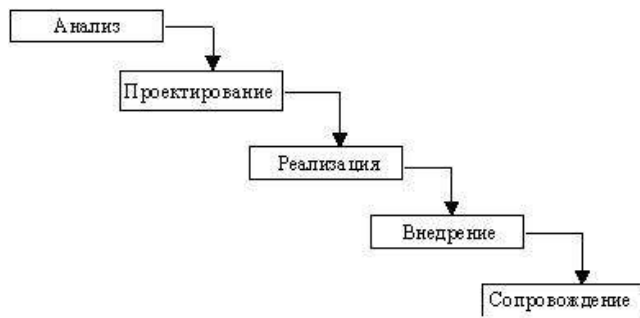 Анализ
Проектирование
Реализация
Внедрение
Сопровождение